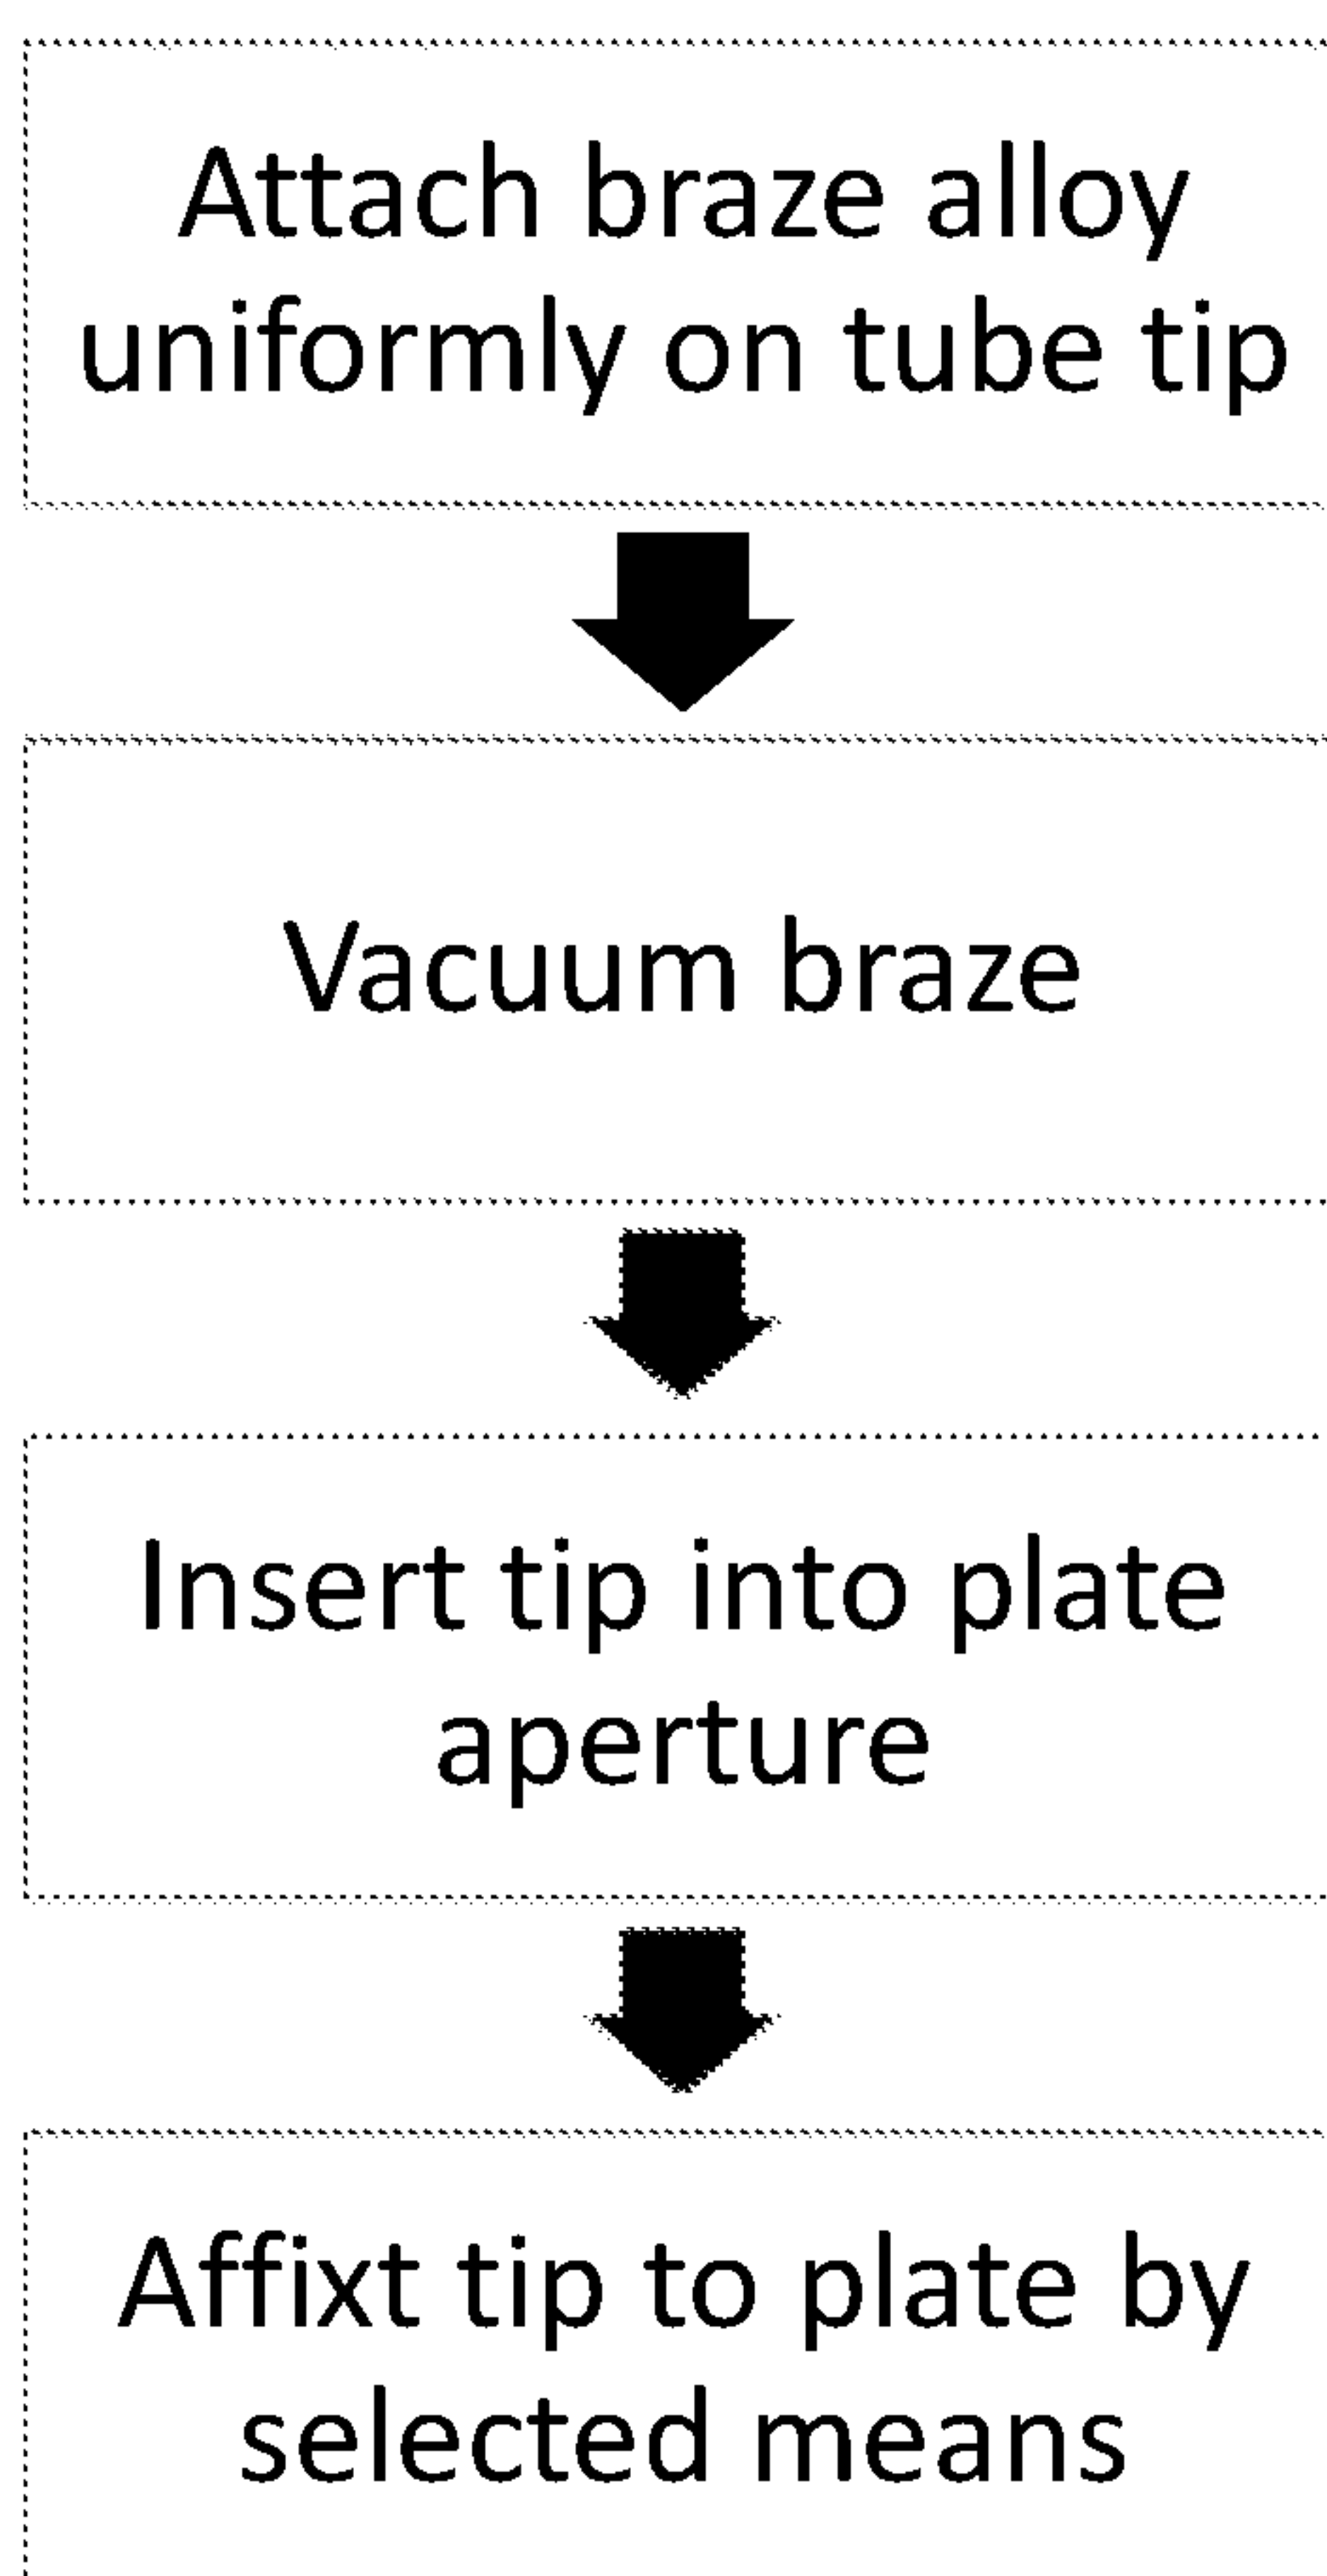 Attach braze alloy
uniformly on tube tip
Vacuum braze
Insert tip into plate
aperture
Affixt tip to plate by
selected means